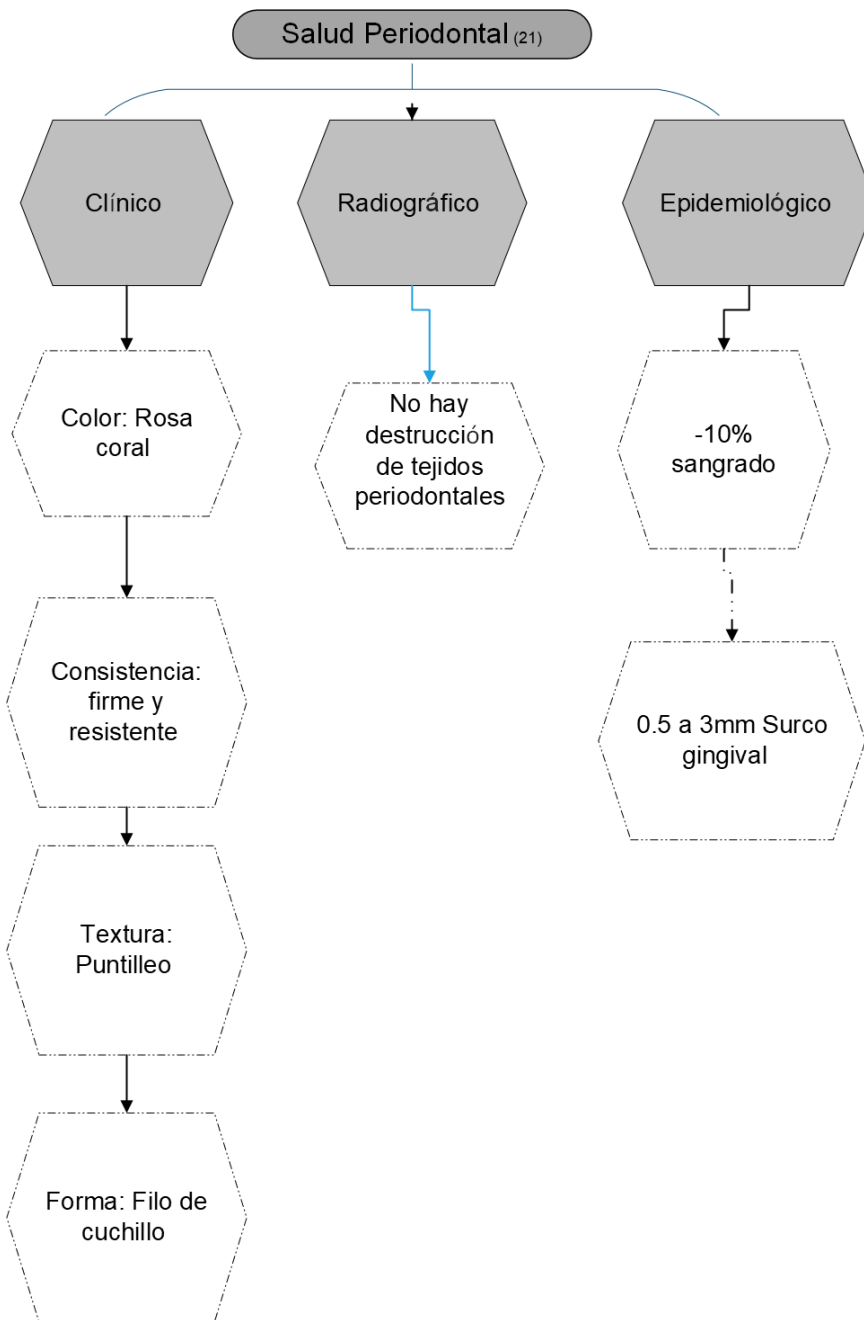 Salud Periodontal (21)
Clínico
Radiográfico
Epidemiológico
Color: Rosa
coral
No hay
destrucción
de tejidos
periodontales
-10%
sangrado
Consistencia:
firme y
resistente
0.5 a 3mm Surco
gingival
Textura:
Puntilleo
Forma: Filo de
cuchillo